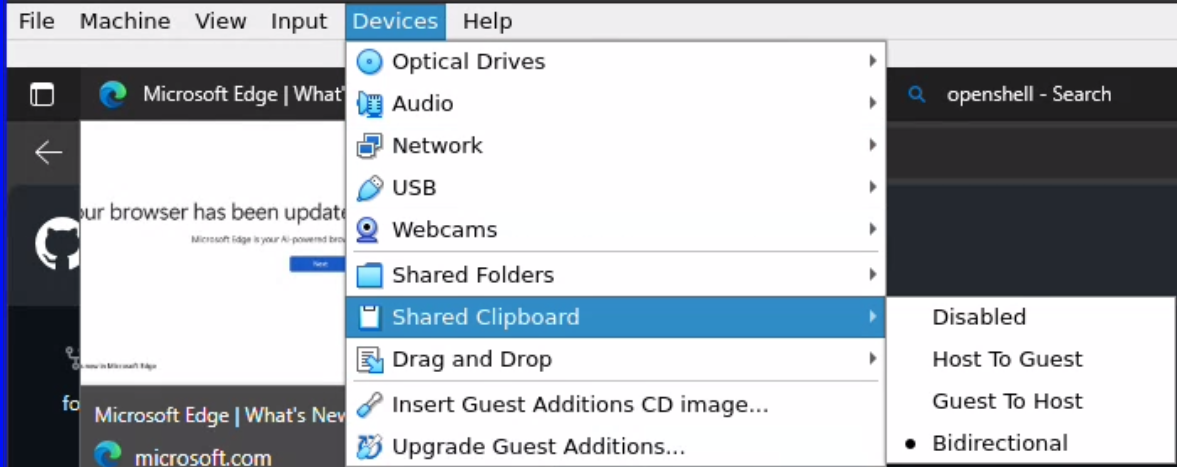 File Machine View Input Devices Help
Optical Drives
Microsoft Edge | What'
openshell - Search
Audio
Network
USB
our browser has been update
Microsoft Edge is your AI-powered brow
Webcams
Next
Shared Folders
Shared Clipboard
Disabled
Drag and Drop
Host To Guest
s new in Microsoft Edge
fo
Insert Guest Additions CD image...
Guest To Host
Microsoft Edge | What's New
Upgrade Guest Additions...
Bidirectional
microsoft.com